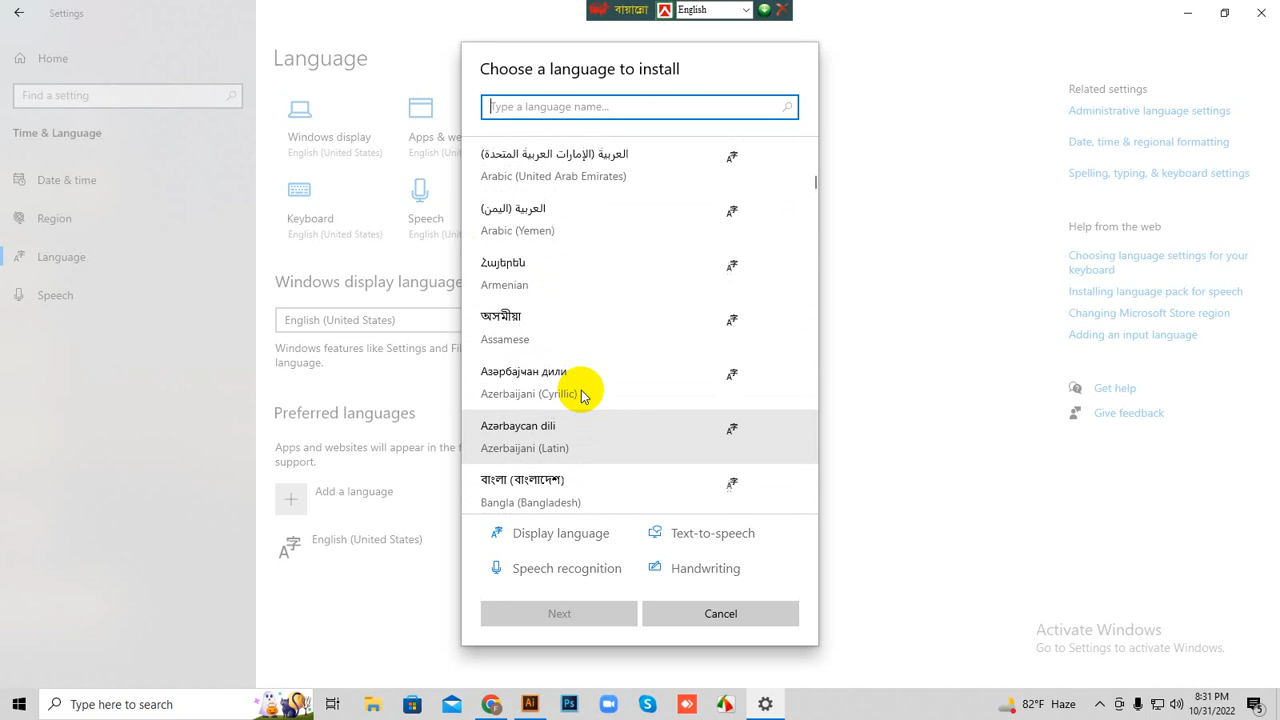 Settings
বায়ান্নো
English
Home
Find a setting
Time & Language
Date & time
Region
Language
Speech
Language
Windows display
English (United States)
Apps & we
English (Unite
Keyboard
English (United States)
Speech
English (Unite
Windows display language
English (United States)
Windows features like Settings and Fil
language.
Preferred languages
Apps and websites will appear in the f
support.
Add a language
English (United States)
Choose a language to install
Type a language name...
العربية (الإمارات العربية المتحدة)
Arabic (United Arab Emirates)
العربية (اليمن)
Arabic (Yemen)
Հայերեն
Armenian
অসমীয়া
Assamese
Азәрбајҹан дили
Azerbaijani (Cyrillic)
Azərbaycan dili
Azerbaijani (Latin)
বাংলা (বাংলাদেশ)
Bangla (Bangladesh)
Display language
Text-to-speech
Speech recognition
Handwriting
Next
Cancel
Related settings
Administrative language settings
Date, time & regional formatting
Spelling, typing, & keyboard settings
Help from the web
Choosing language settings for your
keyboard
Installing language pack for speech
Changing Microsoft Store region
Adding an input language
Get help
Give feedback
Activate Windows
Go to Settings to activate Windows.
Type here to search
82°F Haze
8:31 PM
10/31/2022
5